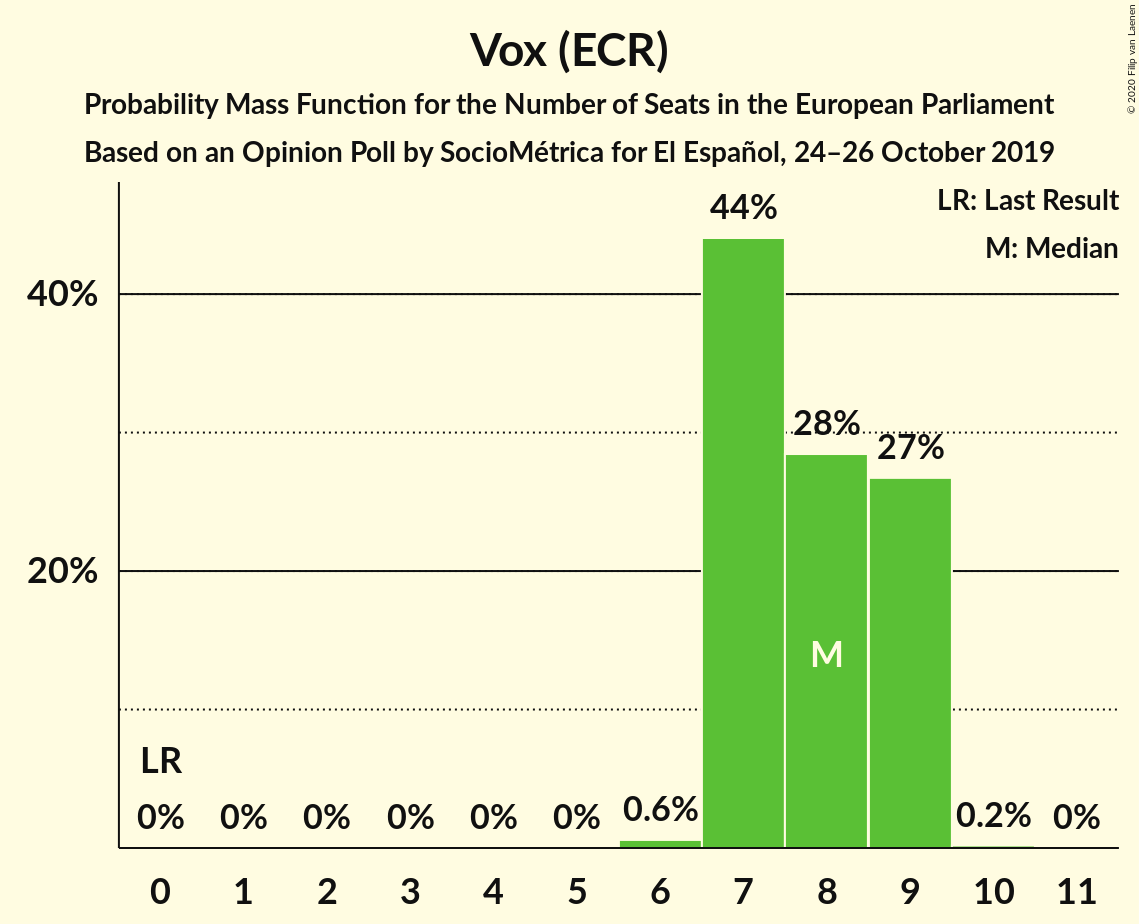 Vox (ECR)
Probability Mass Function for the Number of Seats in the European Parliament
Based on an Opinion Poll by SocioMétrica for El Español, 24–26 October 2019
© 2020 Filip van Laenen
LR: Last Result
M: Median
44%
40%
28%
27%
20%
M
LR
0% 0% 0% 0% 0% 0% 0.6% 0.2% 0%
0 1 2 3 4 5 6 7 8 9 10 11